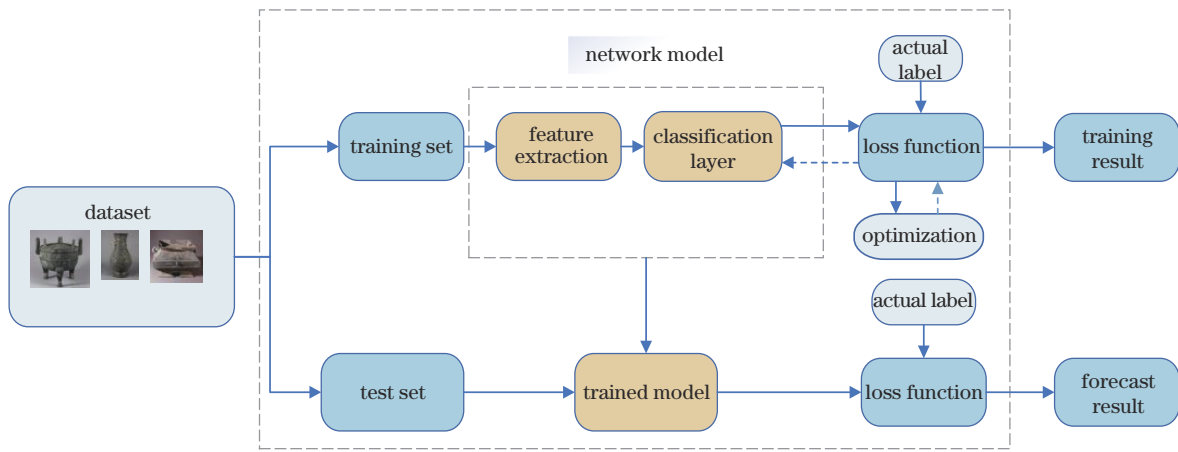 network model
actual
label
training set
feature
extraction
classification
layer
loss function
training
result
dataset
optimization
actual label
test set
trained model
loss function
forecast
result